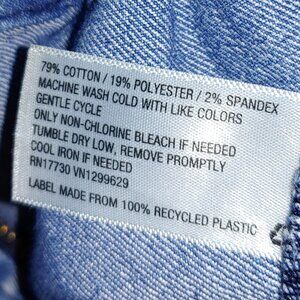 79% COTTON / 19% POLYESTER / 2% SPANDEX
MACHINE WASH COLD WITH LIKE COLORS
GENTLE CYCLE
ONLY NON-CHLORINE BLEACH IF NEEDED
TUMBLE DRY LOW, REMOVE PROMPTLY
COOL IRON IF NEEDED
RN17730 VN1299629
LABEL MADE FROM 100% RECYCLED PLASTIC